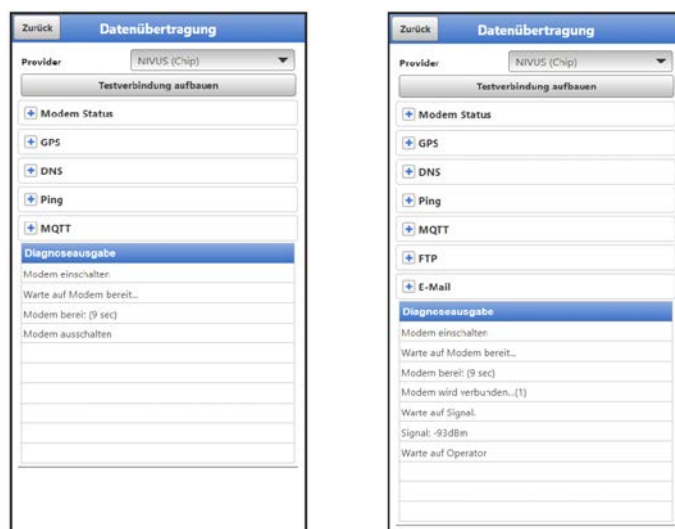 Zurück Datenübertragung
Provider NIVUS (Chip)
Testverbindung aufbauen
Modem Status
GPS
DNS
Ping
MQTT
Diagnoseausgabe
Modem einschalten
Warte auf Modem bereit...
Modem bereit (9 sec)
Modem ausschalten
Zurück Datenübertragung
Provider NIVUS (Chip)
Testverbindung aufbauen
Modem Status
GPS
DNS
Ping
MQTT
FTP
E-Mail
Diagnoseausgabe
Modem einschalten
Warte auf Modem bereit...
Modem bereit (9 sec)
Modem wird verbunden...(1)
Warte auf Signal.
Signal: -93dBm
Warte auf Operator